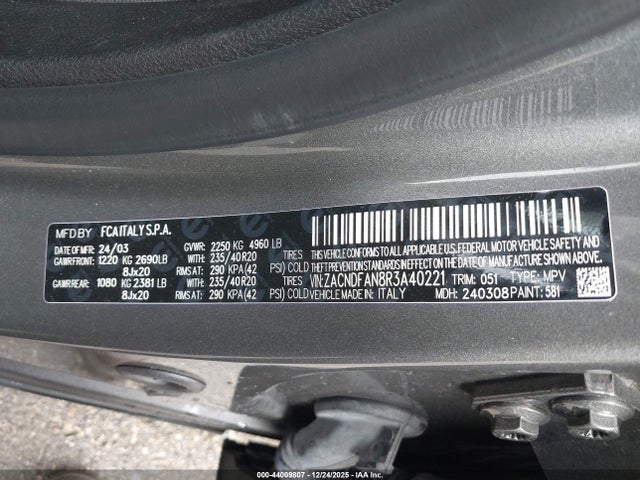 MFD BY FCA ITALY S.P.A.
DATE OF MFR 24/03 GVWR: 2250 KG 4960 LB
GAWR FRONT: 1220 KG 2690LB WITH 235/40R20 TIRES
8Jx20 RIMS AT: 290 KPA(42 PSI) COLD
GAWR REAR: 1080 KG 2381 LB WITH 235/40R20 TIRES
8Jx20 RIMS AT: 290 KPA(42 PSI) COLD
THIS VEHICLE CONFORMS TO ALL APPLICABLE U.S. FEDERAL MOTOR VEHICLE SAFETY,
BUMPER, AND THEFT PREVENTION STANDARDS IN EFFECT ON THE DATE OF MANUFACTURE SHOWN ABOVE.
VIN: ZACNDFAN8R3A40221 TRIM: 051 TYPE: MPV
VEHICLE MADE IN: ITALY MDH: 240308 PAINT: 581
000-44009807 - 12/24/2025 - IAAI.COM